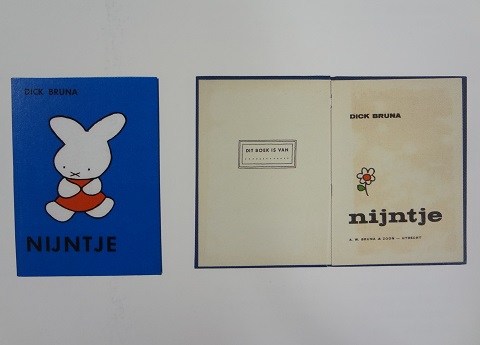 DICK BRUNA
NIJNTJE
DIT BOEK IS VAN
DICK BRUNA
nijntje
A. W. BRUNA & ZOON — UTRECHT